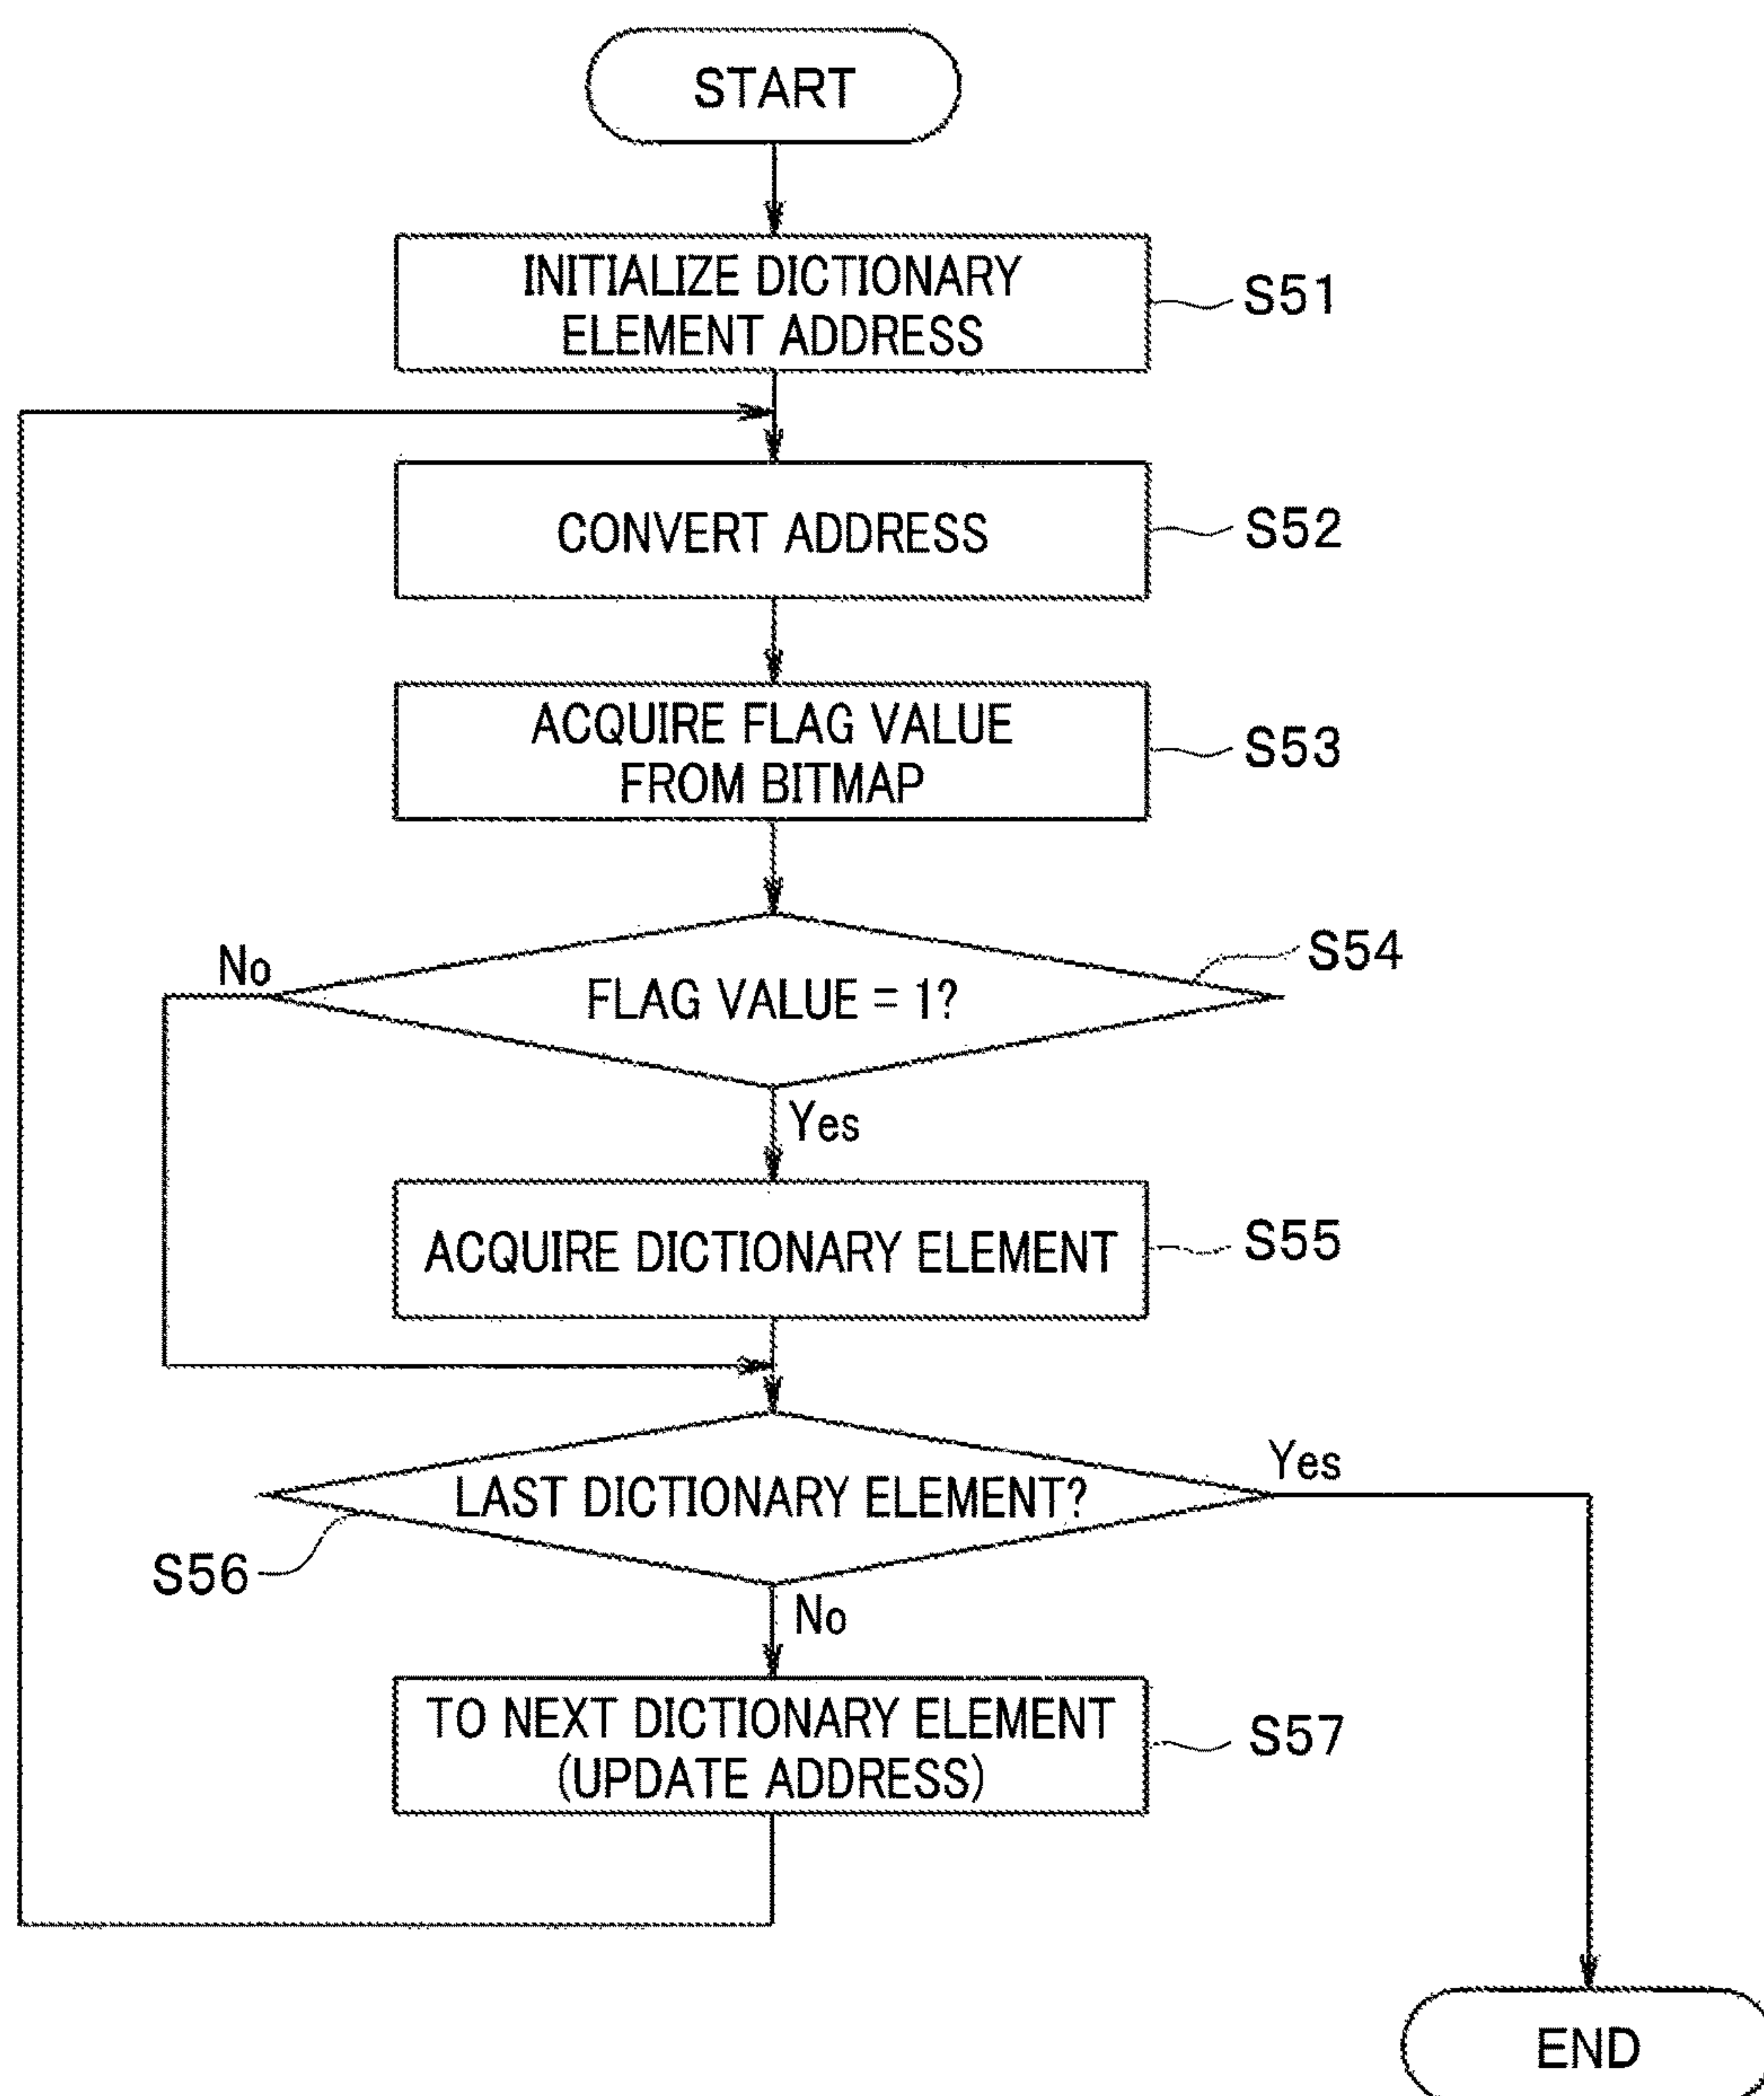 START
INITIALIZE DICTIONARY
ELEMENT ADDRESS
S51
CONVERT ADDRESS
S52
ACQUIRE FLAG VALUE
FROM BITMAP
S53
No
FLAG VALUE = 1?
S54
Yes
ACQUIRE DICTIONARY ELEMENT
S55
LAST DICTIONARY ELEMENT?
Yes
S56
No
TO NEXT DICTIONARY ELEMENT
(UPDATE ADDRESS)
S57
END